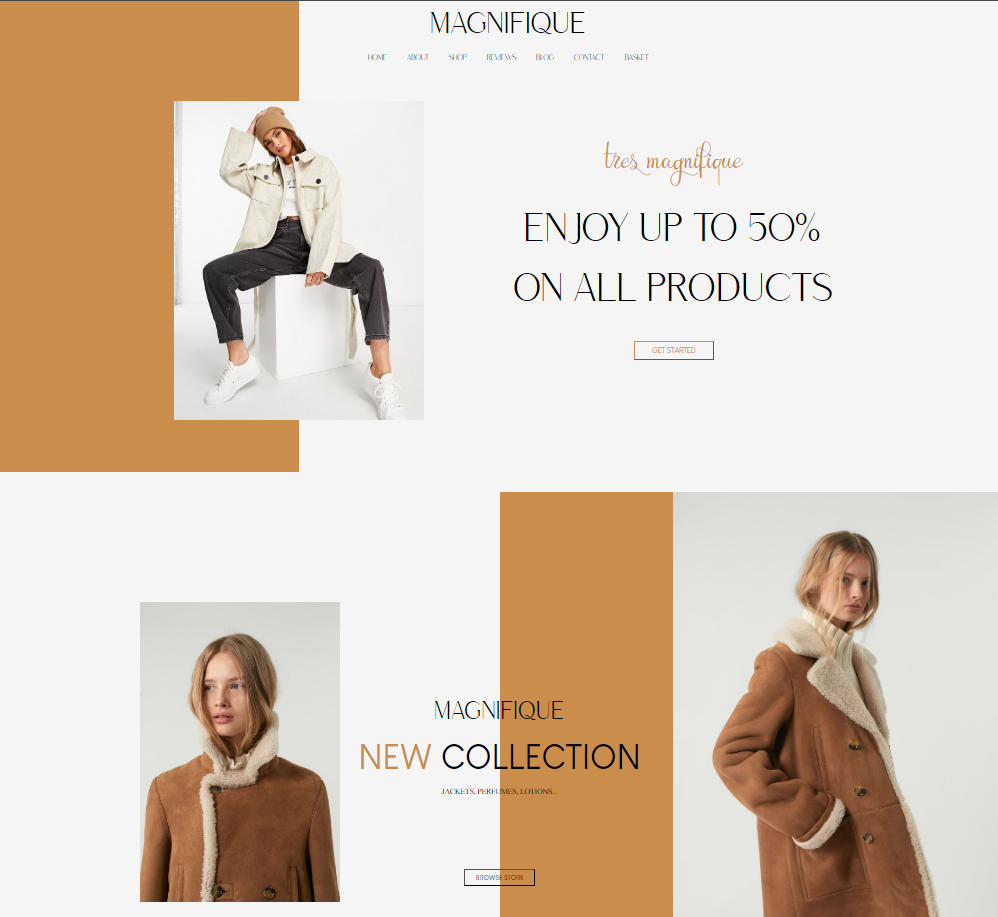 MAGNIFIQUE
HOME ABOUT SHOP REVIEWS BLOG CONTACT BASKET
tres magnifique
ENJOY UP TO 50%
ON ALL PRODUCTS
GET STARTED
MAGNIFIQUE
NEW COLLECTION
JACKETS, PERFUMES, LOTIONS...
BROWSE STORE